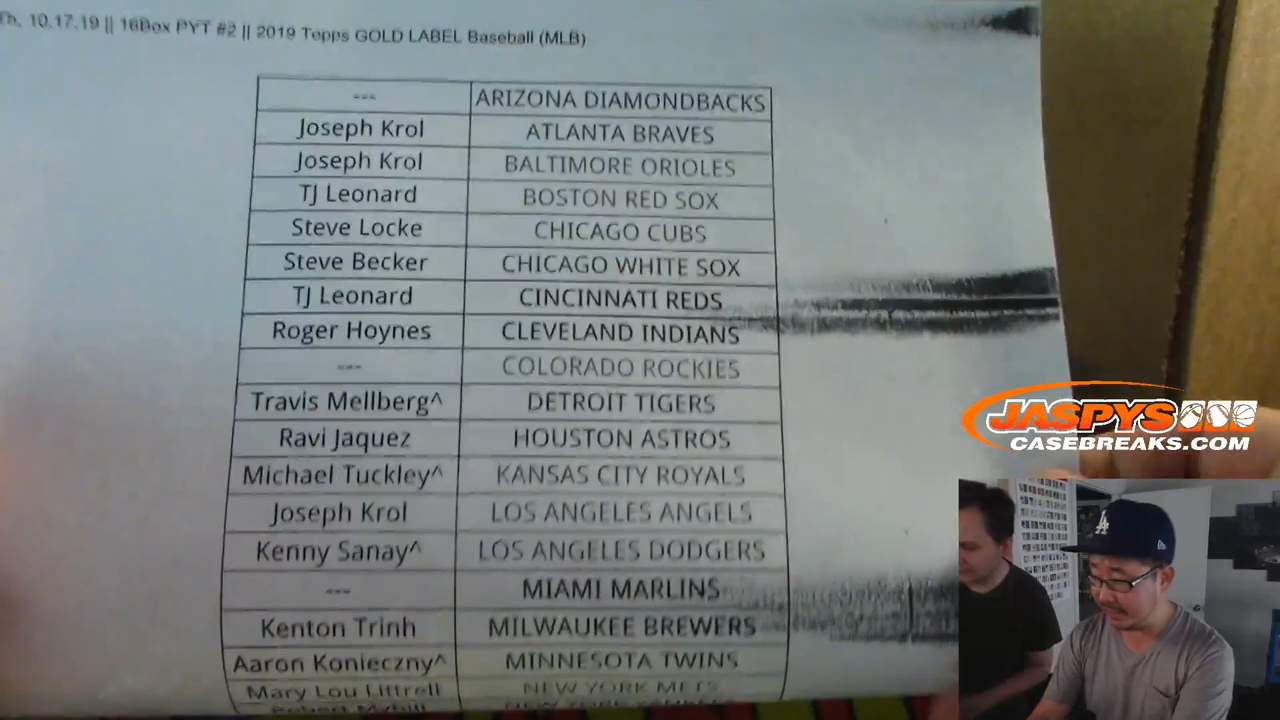 Th, 10.17.19 || 16Box PYT #2 || 2019 Topps GOLD LABEL Baseball (MLB)
--- ARIZONA DIAMONDBACKS
Joseph Krol ATLANTA BRAVES
Joseph Krol BALTIMORE ORIOLES
TJ Leonard BOSTON RED SOX
Steve Locke CHICAGO CUBS
Steve Becker CHICAGO WHITE SOX
TJ Leonard CINCINNATI REDS
Roger Hoynes CLEVELAND INDIANS
--- COLORADO ROCKIES
Travis Mellberg^ DETROIT TIGERS
Ravi Jaquez HOUSTON ASTROS
Michael Tuckley^ KANSAS CITY ROYALS
Joseph Krol LOS ANGELES ANGELS
Kenny Sanay^ LOS ANGELES DODGERS
--- MIAMI MARLINS
Kenton Trinh MILWAUKEE BREWERS
Aaron Konieczny^ MINNESOTA TWINS
Mary Lou Littrell NEW YORK METS
NEW YORK
JASPYS
CASEBREAKS.COM
LA